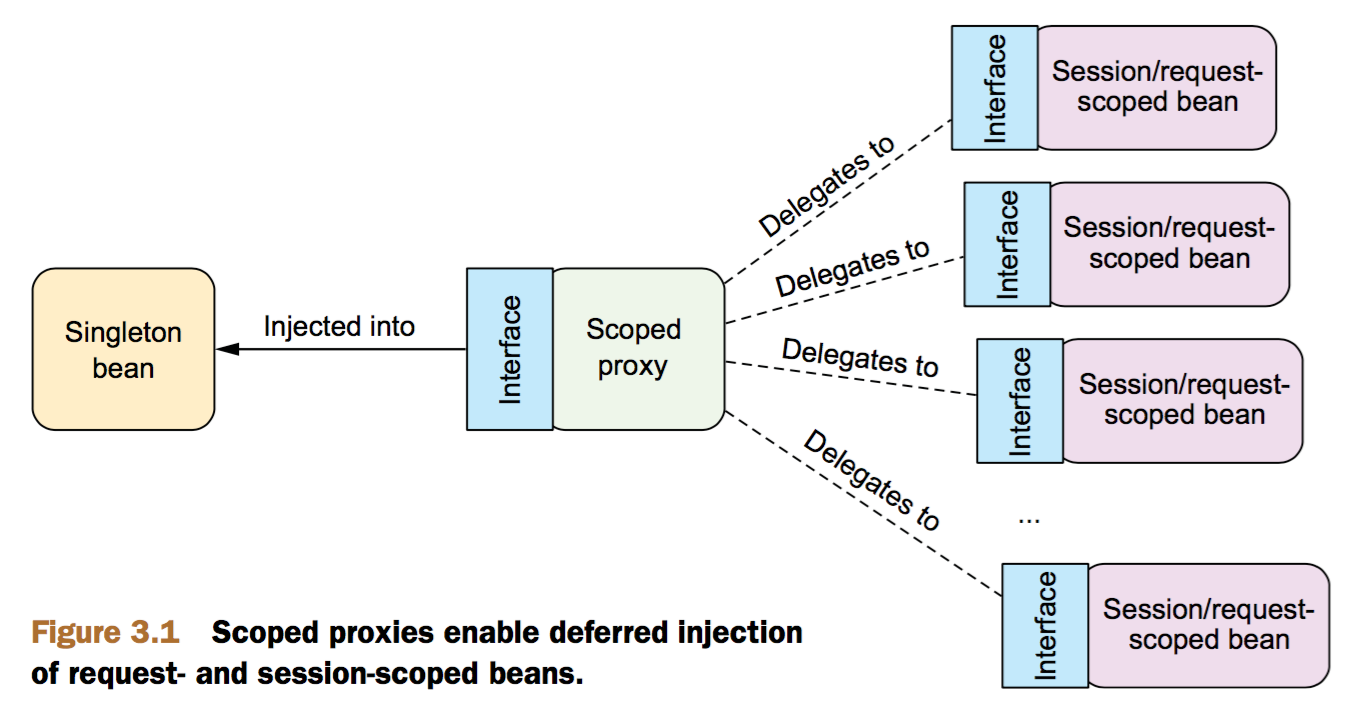 Singleton
bean
Injected into
Interface
Scoped
proxy
Delegates to
Interface
Session/request-
scoped bean
Delegates to
Interface
Session/request-
scoped bean
Delegates to
Interface
Session/request-
scoped bean
...
Delegates to
Interface
Session/request-
scoped bean
Figure 3.1 Scoped proxies enable deferred injection
of request- and session-scoped beans.